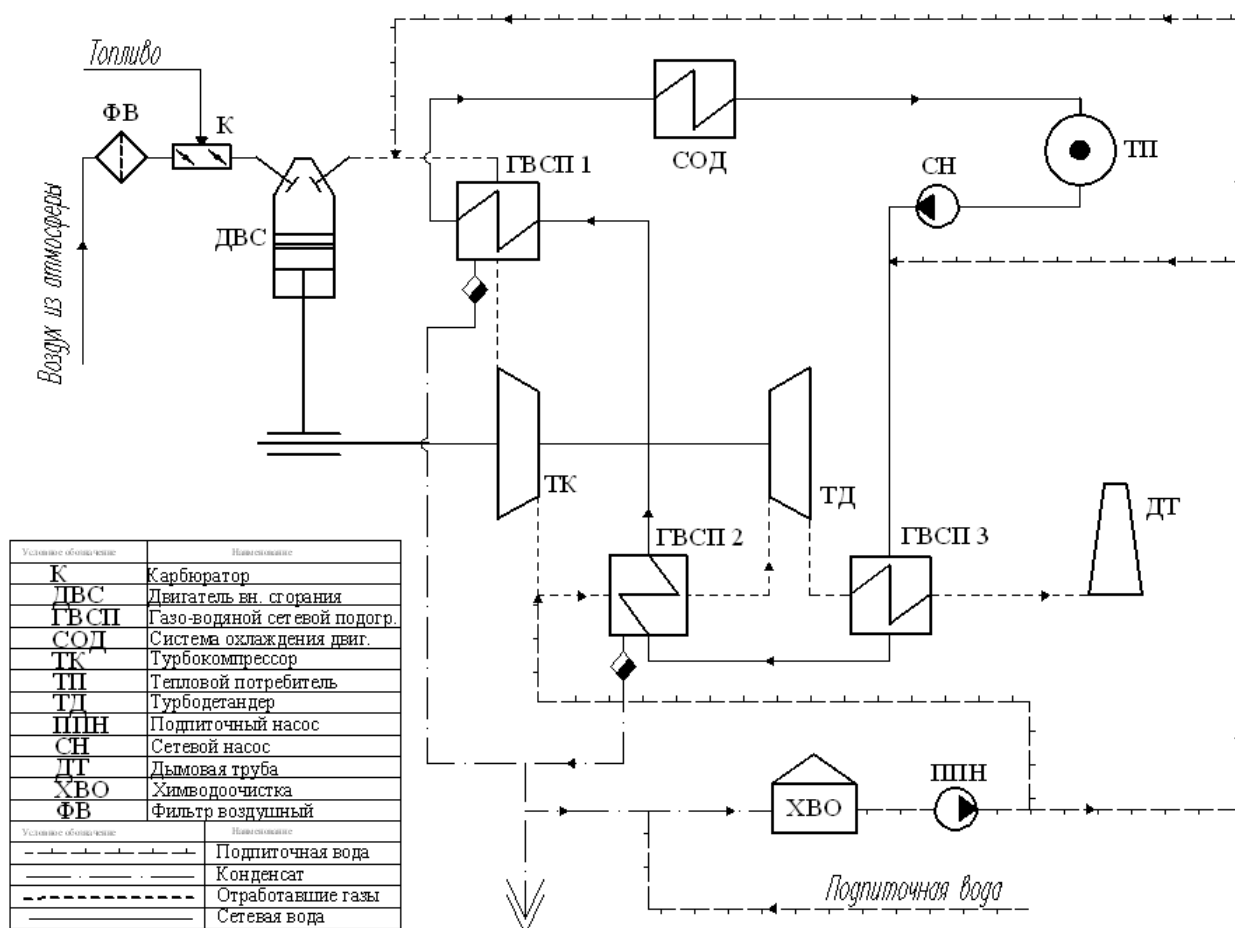 Топливо
ФВ
К
ДВС
Воздух из атмосферы
ГВСП 1
СОД
СН
ТП
ТК
ТД
ГВСП 2
ГВСП 3
ДТ
ХВО
ППН
Подпиточная вода
Условное обозначение Наименование
К Карбюратор
ДВС Двигатель вн. сгорания
ГВСП Газо-водяной сетевой подогр.
СОД Система охлаждения двиг.
ТК Турбокомпрессор
ТП Тепловой потребитель
ТД Турбодетандер
ППН Подпиточный насос
СН Сетевой насос
ДТ Дымовая труба
ХВО Химводоочистка
ФВ Фильтр воздушный
Условное обозначение Наименование
Подпиточная вода
Конденсат
Отработавшие газы
Сетевая вода